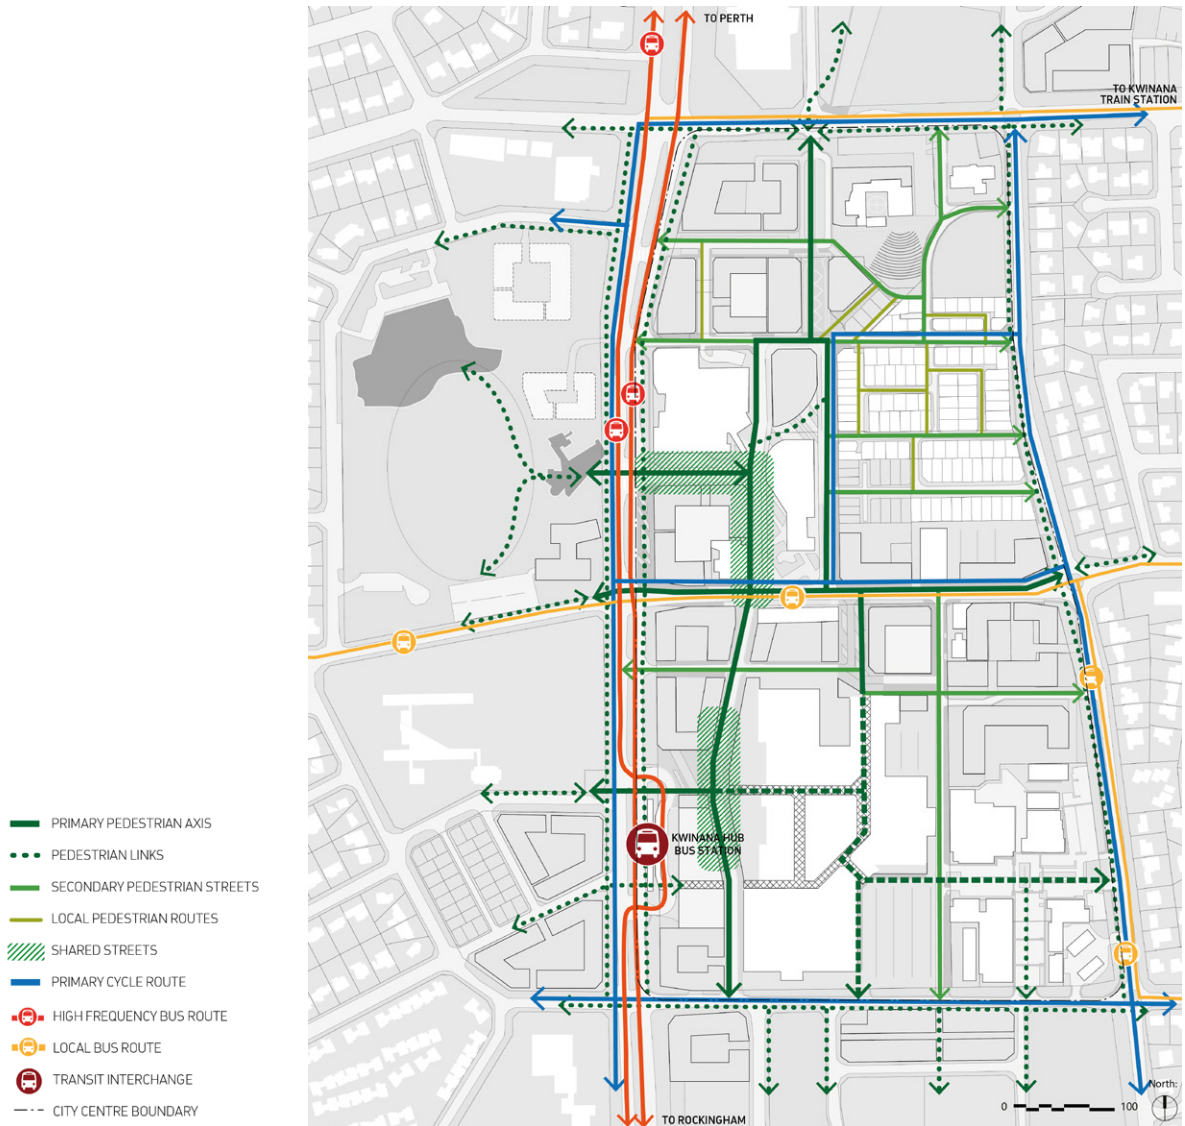 TO PERTH
TO KWINANA
TRAIN STATION
KWINANA HUB
BUS STATION
PRIMARY PEDESTRIAN AXIS
PEDESTRIAN LINKS
SECONDARY PEDESTRIAN STREETS
LOCAL PEDESTRIAN ROUTES
SHARED STREETS
PRIMARY CYCLE ROUTE
HIGH FREQUENCY BUS ROUTE
LOCAL BUS ROUTE
TRANSIT INTERCHANGE
CITY CENTRE BOUNDARY
North:
0 100
TO ROCKINGHAM